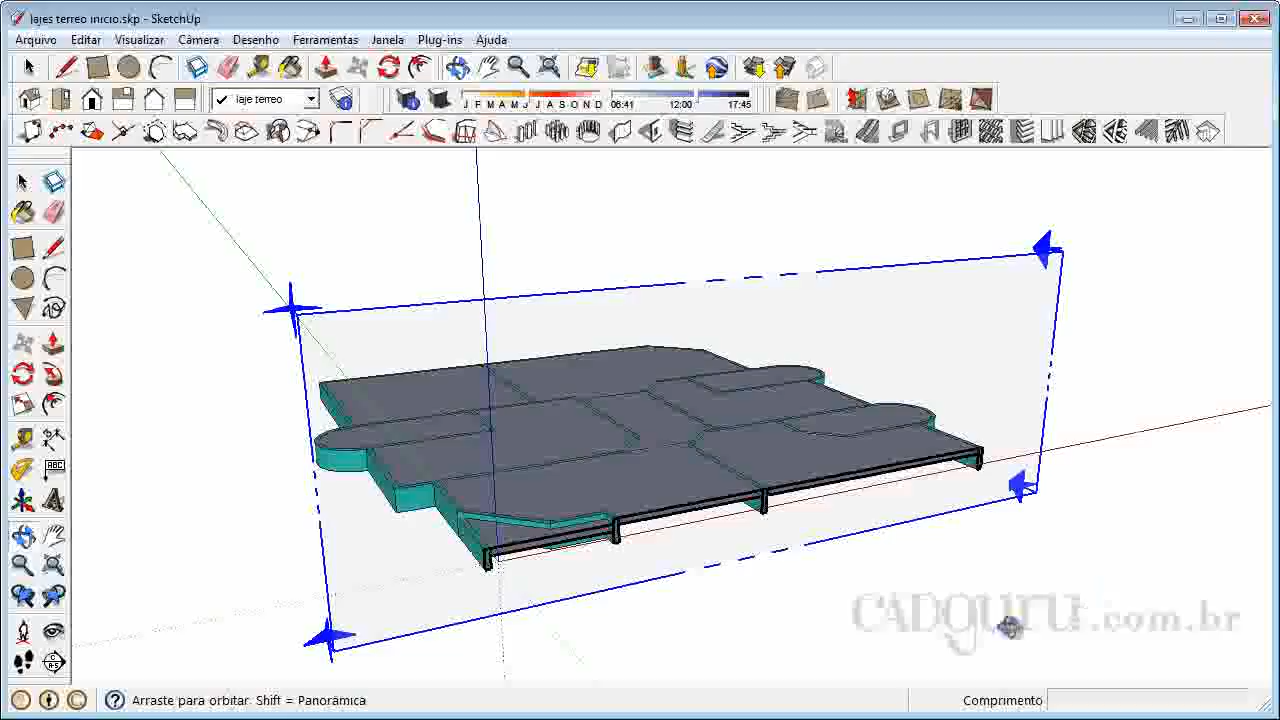 lajes terreo inicio.skp - SketchUp
Arquivo Editar Visualizar Câmera Desenho Ferramentas Janela Plug-ins Ajuda
laje terreo
J F M A M J J A S O N D 06:41 12:00 17:45
ABC
CADGURU.com.br
Arraste para orbitar. Shift = Panorâmica
Comprimento